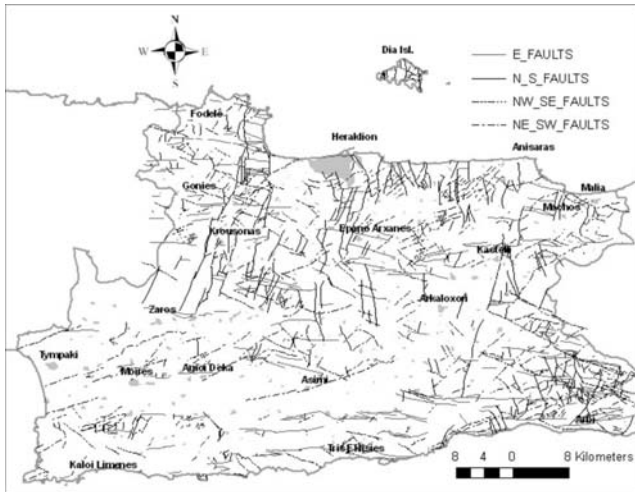 N
W E
S
Dia Isl.
E_FAULTS
N_S_FAULTS
NW_SE_FAULTS
NE_SW_FAULTS
Fodele
Heraklion
Anisaras
Gonies
Malia
Mochos
Krousonas
Epano Arxanes
Kastelli
Zaros
Arkaloxori
Tympaki
Moires
Agioi Deka
Asimi
Arbi
Tris Ekklisies
Kaloi Limenes
8 4 0 8 Kilometers